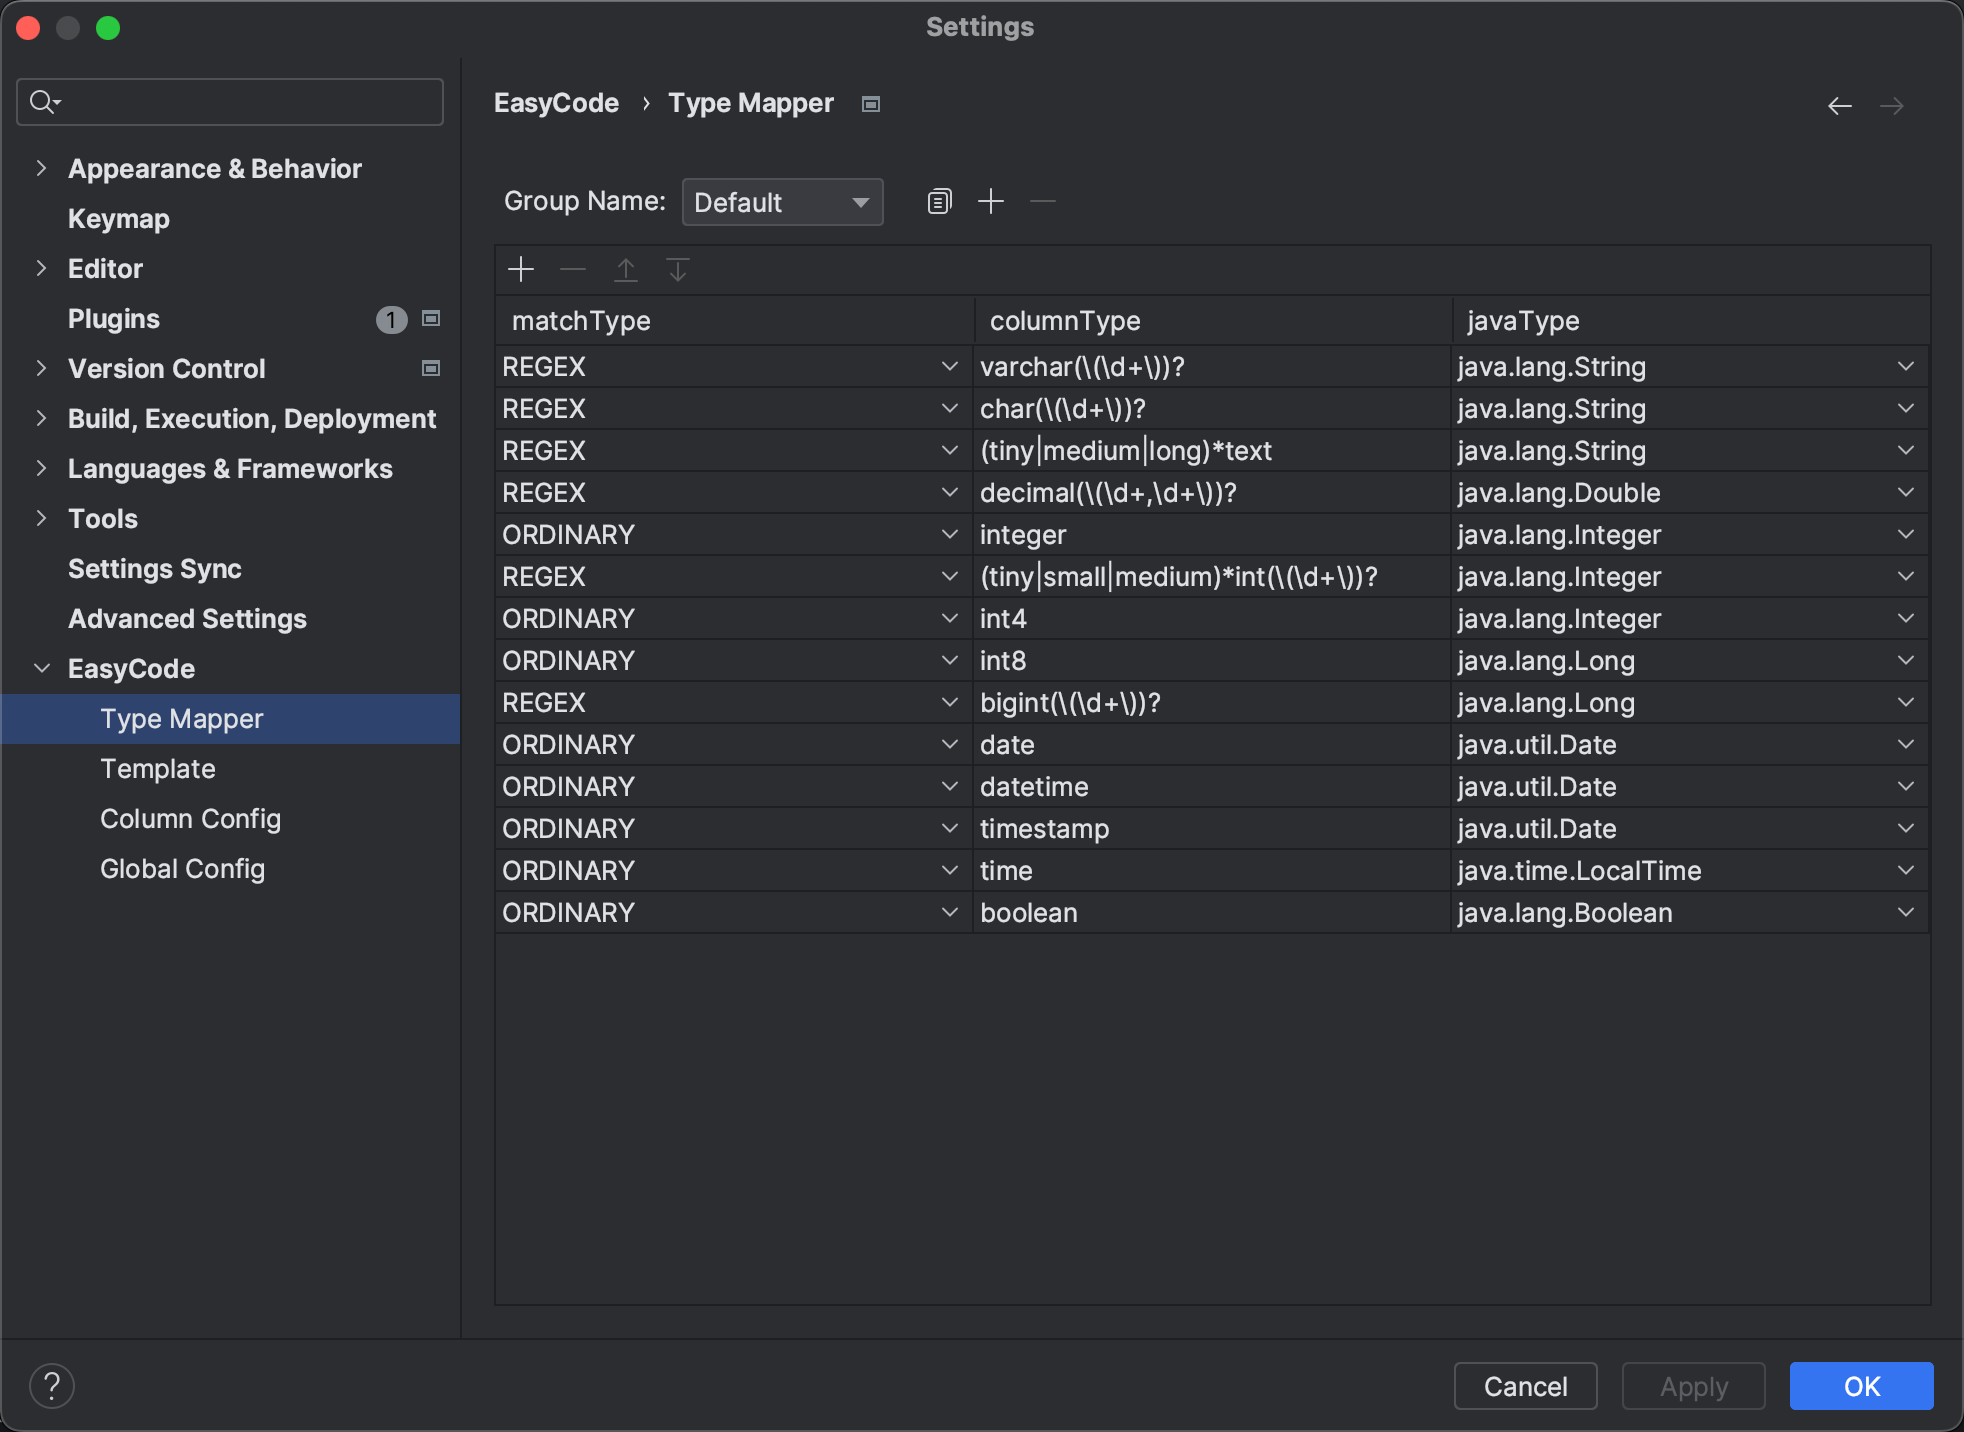 Settings
Appearance & Behavior
Keymap
Editor
Plugins 1
Version Control
Build, Execution, Deployment
Languages & Frameworks
Tools
Settings Sync
Advanced Settings
EasyCode
Type Mapper
Template
Column Config
Global Config
EasyCode › Type Mapper
Group Name: Default
matchType columnType javaType
REGEX varchar(\(\d+\))? java.lang.String
REGEX char(\(\d+\))? java.lang.String
REGEX (tiny|medium|long)*text java.lang.String
REGEX decimal(\(\d+,\d+\))? java.lang.Double
ORDINARY integer java.lang.Integer
REGEX (tiny|small|medium)*int(\(\d+\))? java.lang.Integer
ORDINARY int4 java.lang.Integer
ORDINARY int8 java.lang.Long
REGEX bigint(\(\d+\))? java.lang.Long
ORDINARY date java.util.Date
ORDINARY datetime java.util.Date
ORDINARY timestamp java.util.Date
ORDINARY time java.time.LocalTime
ORDINARY boolean java.lang.Boolean
? Cancel Apply OK